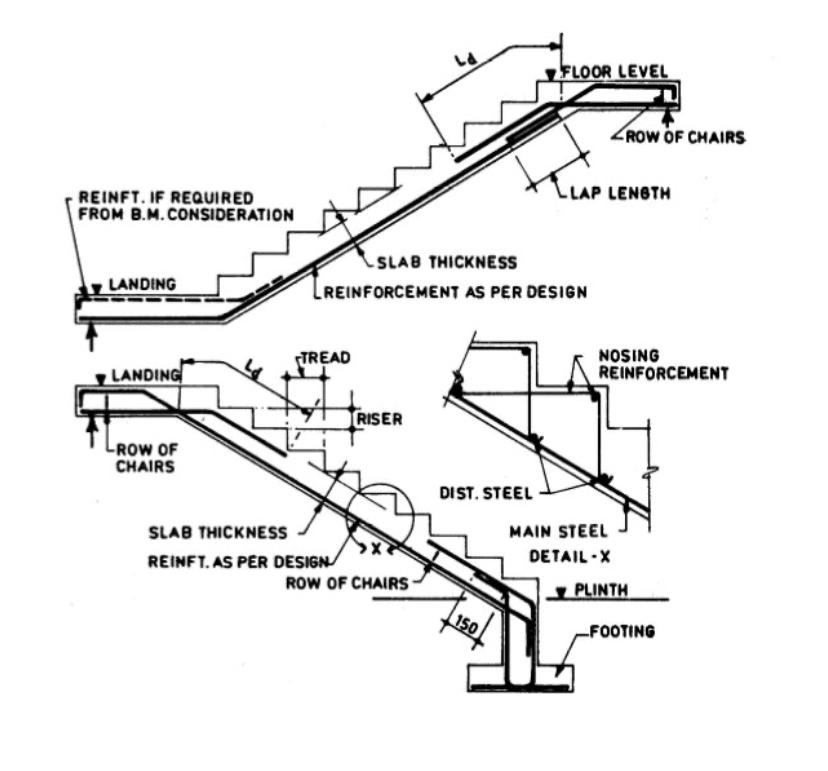 Ld
FLOOR LEVEL
ROW OF CHAIRS
LAP LENGTH
REINFT. IF REQUIRED
FROM B.M. CONSIDERATION
SLAB THICKNESS
LANDING
REINFORCEMENT AS PER DESIGN
LANDING
Ld
TREAD
RISER
NOSING
REINFORCEMENT
ROW OF
CHAIRS
DIST. STEEL
SLAB THICKNESS
MAIN STEEL
DETAIL-X
REINFT. AS PER DESIGN
X
ROW OF CHAIRS
PLINTH
150
FOOTING